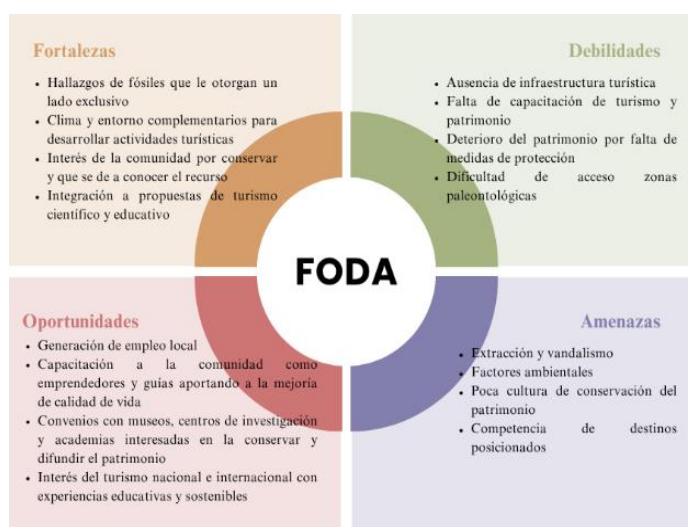 Fortalezas
• Hallazgos de fósiles que le otorgan un
lado exclusivo
• Clima y entorno complementarios para
desarrollar actividades turísticas
• Interés de la comunidad por conservar
y que se de a conocer el recurso
• Integración a propuestas de turismo
científico y educativo
Debilidades
• Ausencia de infraestructura turística
• Falta de capacitación de turismo y
patrimonio
• Deterioro del patrimonio por falta de
medidas de protección
• Dificultad de acceso zonas
paleontológicas
FODA
Oportunidades
• Generación de empleo local
• Capacitación a la comunidad como
emprendedores y guías aportando a la mejoría
de calidad de vida
• Convenios con museos, centros de investigación
y academias interesadas en la conservar y
difundir el patrimonio
• Interés del turismo nacional e internacional con
experiencias educativas y sostenibles
Amenazas
• Extracción y vandalismo
• Factores ambientales
• Poca cultura de conservación del
patrimonio
• Competencia de destinos
posicionados